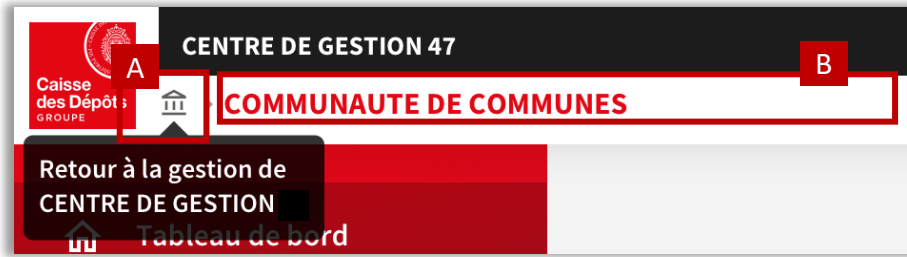 CENTRE DE GESTION 47
A
B
Caisse
des Dépôts
GROUPE
COMMUNAUTE DE COMMUNES
Retour à la gestion de
CENTRE DE GESTION
Tableau de bord